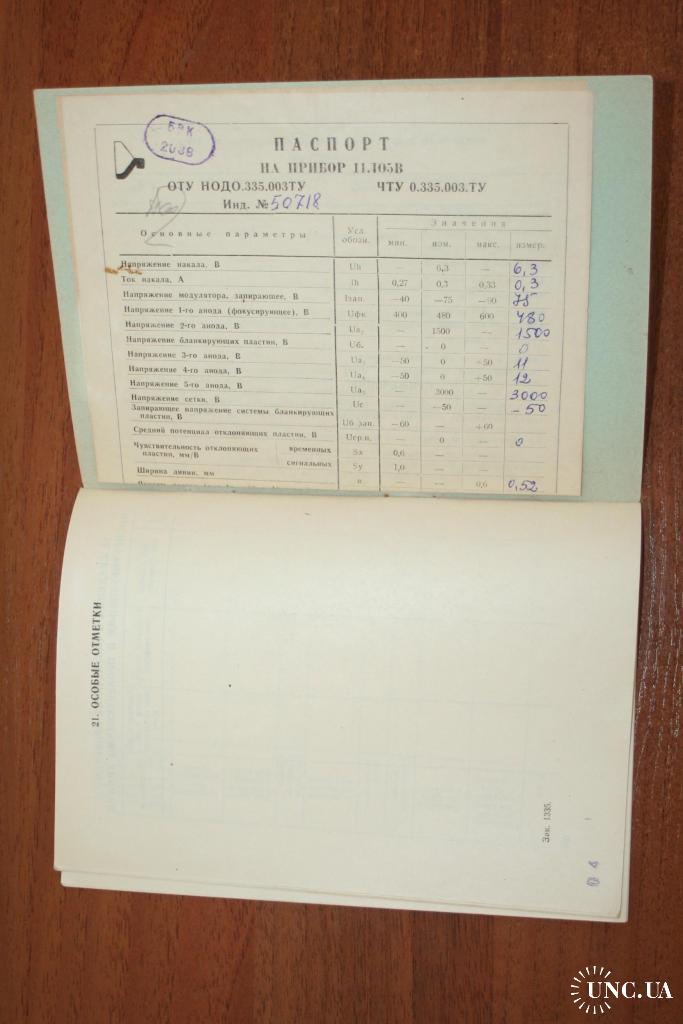 БРК
2038
ПАСПОРТ
НА ПРИБОР 11ЛО5В
ОТУ НОДО.335.003ТУ ЧТУ 0.335.003.ТУ
Инд. № 50718
Основные параметры Усл. обозн. Значения
мин. ном. макс. измер.
Напряжение накала, В Uh — 6,3 — 6,3
Ток накала, А Ih 0,27 0,3 0,33 0,3
Напряжение модулятора, запирающее, В —40 —75 —90 75
Напряжение 1-го анода (фокусирующее), В Uфк 400 480 600 480
Напряжение 2-го анода, В Ua₂ — 1500 — 1500
Напряжение бланкирующих пластин, В Uб. — 0 — 0
Напряжение 3-го анода, В Ua₃ —50 0 +50 11
Напряжение 4-го анода, В Ua₄ —50 0 +50 12
Напряжение 5-го анода, В Ua₅ — 3000 — 3000
Напряжение сетки, В Uc — —50 — —50
Запирающее напряжение системы бланкирующих
пластин, В Uб зап. —60 — +60
Средний потенциал отклоняющих пластин, В Uср.п. — 0 — 0
Чувствительность отклоняющих временных
пластин, мм/В Sx 0,6 — —
сигнальных Sy 1,0 — —
Ширина линии, мм — — 0,6 0,52
21. ОСОБЫЕ ОТМЕТКИ
Зак. 1335.
UNC.UA